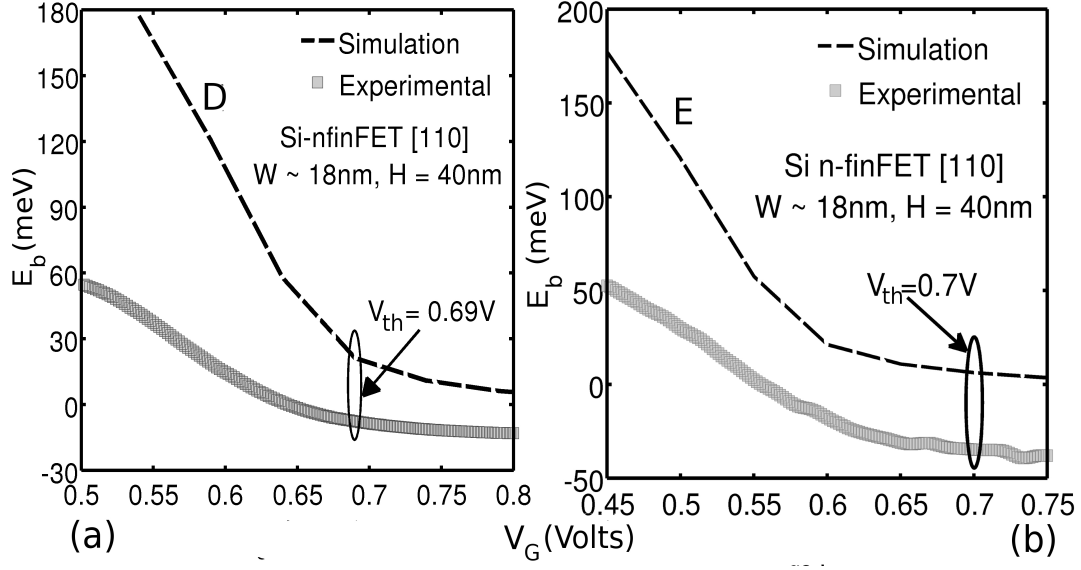 180
150
120
90
60
30
0
-30
E_b (meV)
Simulation
Experimental
D
Si-nfinFET [110]
W ~ 18nm, H = 40nm
V_th= 0.69V
0.5 0.55 0.6 0.65 0.7 0.75 0.8
(a)
200
150
100
50
0
-50
E_b (meV)
Simulation
Experimental
E
Si n-finFET [110]
W ~ 18nm, H = 40nm
V_th=0.7V
0.45 0.5 0.55 0.6 0.65 0.7 0.75
V_G (Volts)
(b)